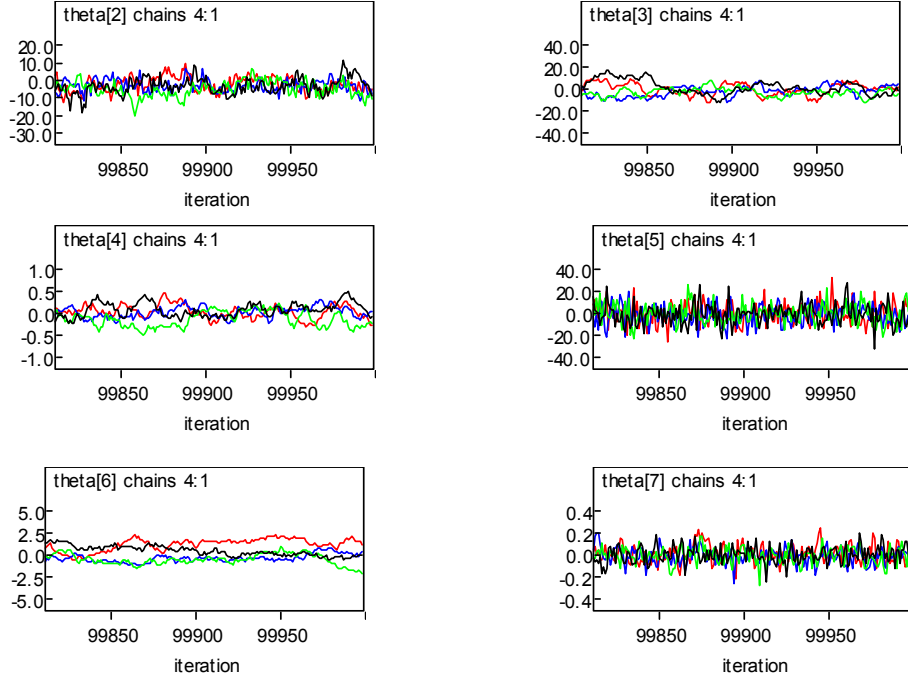 theta[2] chains 4:1
20.0
10.0
0.0
-10.0
-20.0
-30.0
99850 99900 99950
iteration
theta[3] chains 4:1
40.0
20.0
0.0
-20.0
-40.0
99850 99900 99950
iteration
theta[4] chains 4:1
1.0
0.5
0.0
-0.5
-1.0
99850 99900 99950
iteration
theta[5] chains 4:1
40.0
20.0
0.0
-20.0
-40.0
99850 99900 99950
iteration
theta[6] chains 4:1
5.0
2.5
0.0
-2.5
-5.0
99850 99900 99950
iteration
theta[7] chains 4:1
0.4
0.2
0.0
-0.2
-0.4
99850 99900 99950
iteration